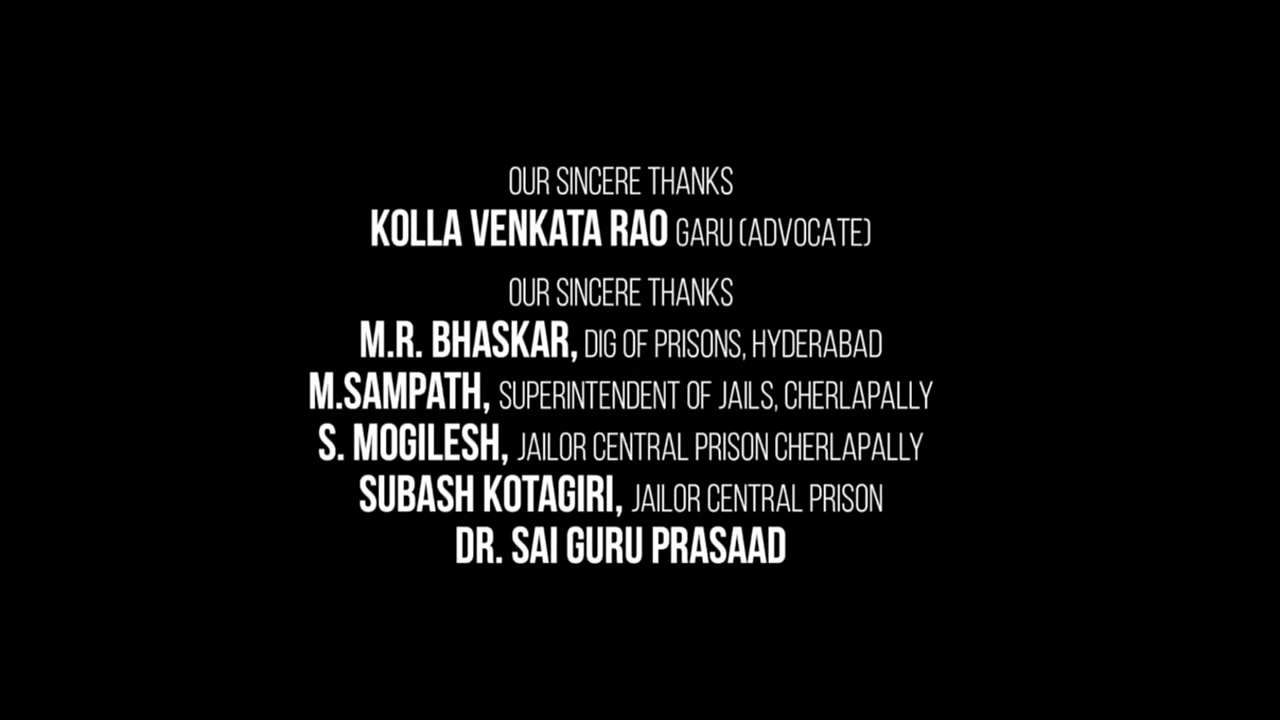 OUR SINCERE THANKS
KOLLA VENKATA RAO GARU (ADVOCATE)
OUR SINCERE THANKS
M.R. BHASKAR, DIG OF PRISONS, HYDERABAD
M.SAMPATH, SUPERINTENDENT OF JAILS, CHERLAPALLY
S. MOGILESH, JAILOR CENTRAL PRISON CHERLAPALLY
SUBASH KOTAGIRI, JAILOR CENTRAL PRISON
DR. SAI GURU PRASAAD